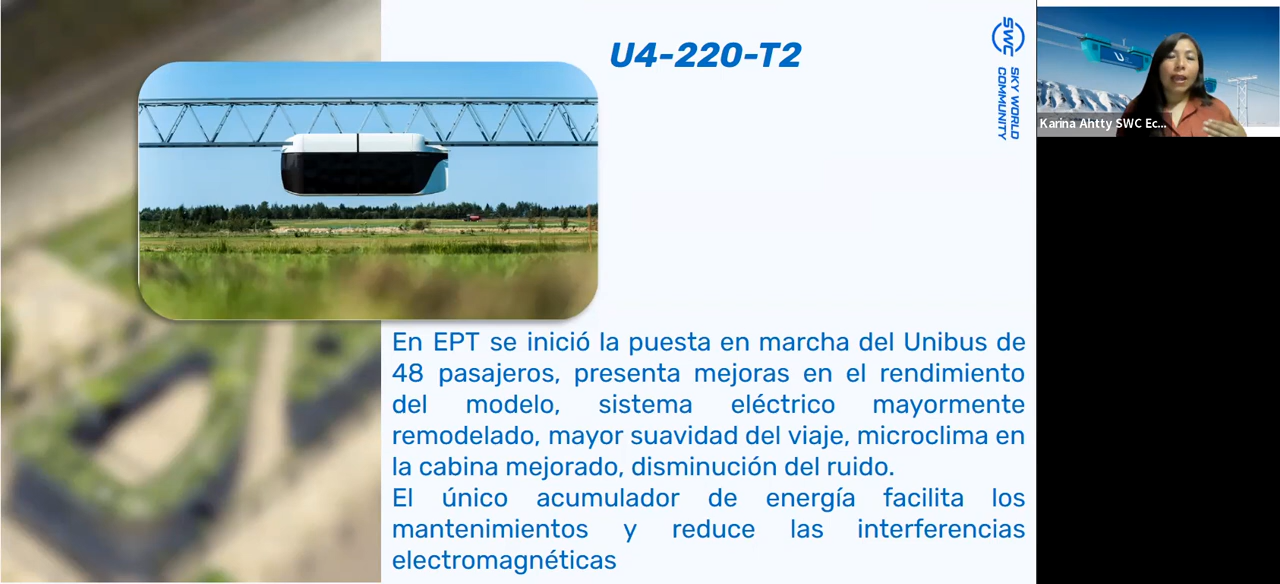 U4-220-T2
SWC
SKY WORLD
COMMUNITY
Karina Ahtty SWC Ec...
En EPT se inició la puesta en marcha del Unibus de
48 pasajeros, presenta mejoras en el rendimiento
del modelo, sistema eléctrico mayormente
remodelado, mayor suavidad del viaje, microclima en
la cabina mejorado, disminución del ruido.
El único acumulador de energía facilita los
mantenimientos y reduce las interferencias
electromagnéticas